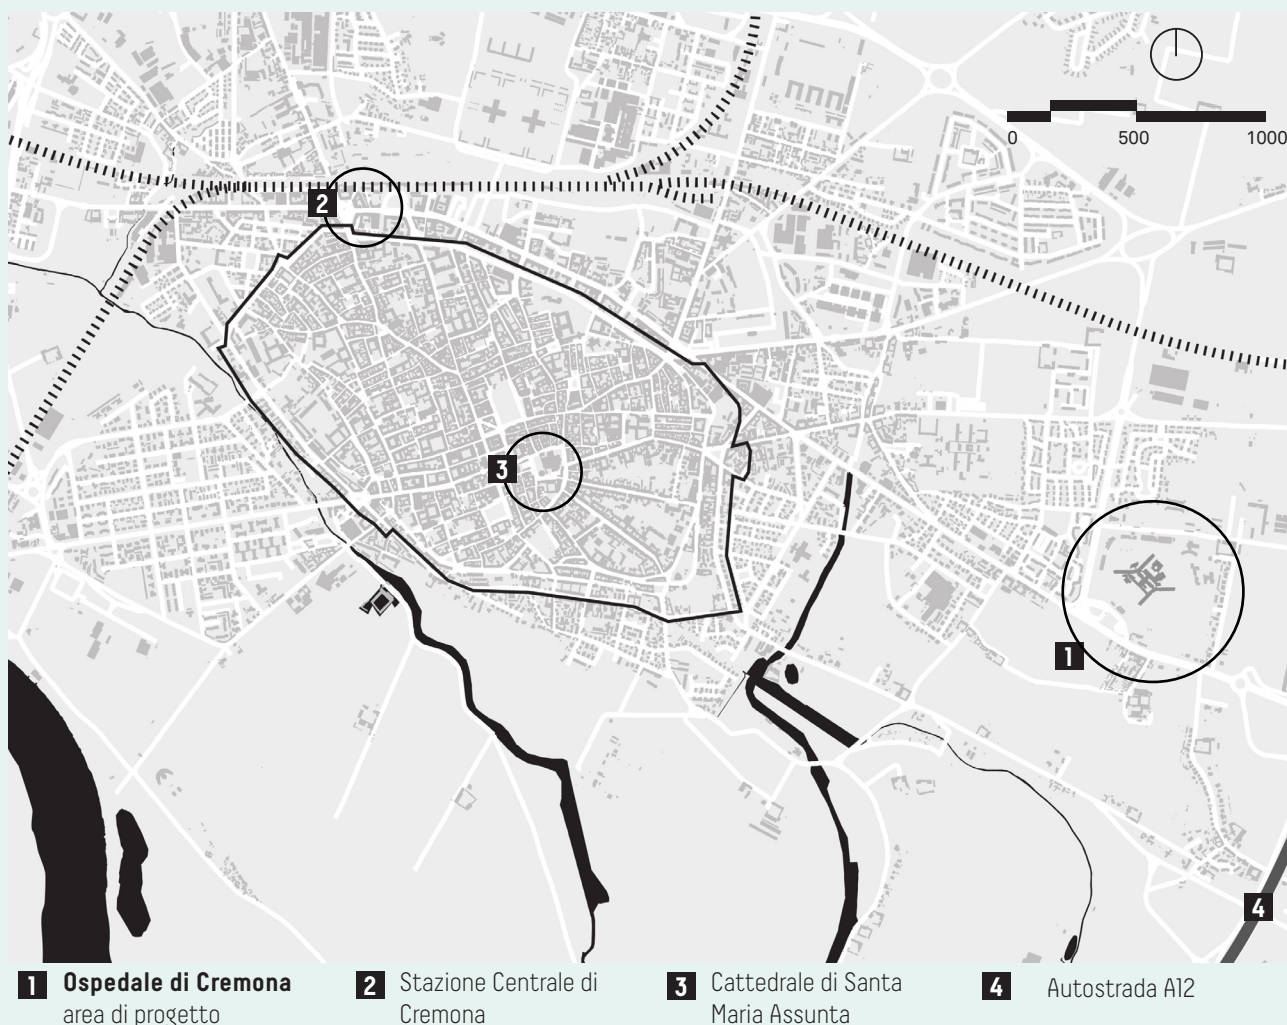 0 500 1000
2
3
1
4
1 Ospedale di Cremona
area di progetto
2 Stazione Centrale di
Cremona
3 Cattedrale di Santa
Maria Assunta
4 Autostrada A12